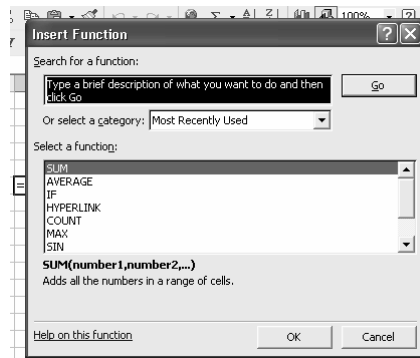 100%
Insert Function
Search for a function:
Type a brief description of what you want to do and then
click Go
Go
Or select a category: Most Recently Used
Select a function:
SUM
AVERAGE
IF
HYPERLINK
COUNT
MAX
SIN
SUM(number1,number2,...)
Adds all the numbers in a range of cells.
Help on this function
OK
Cancel
=